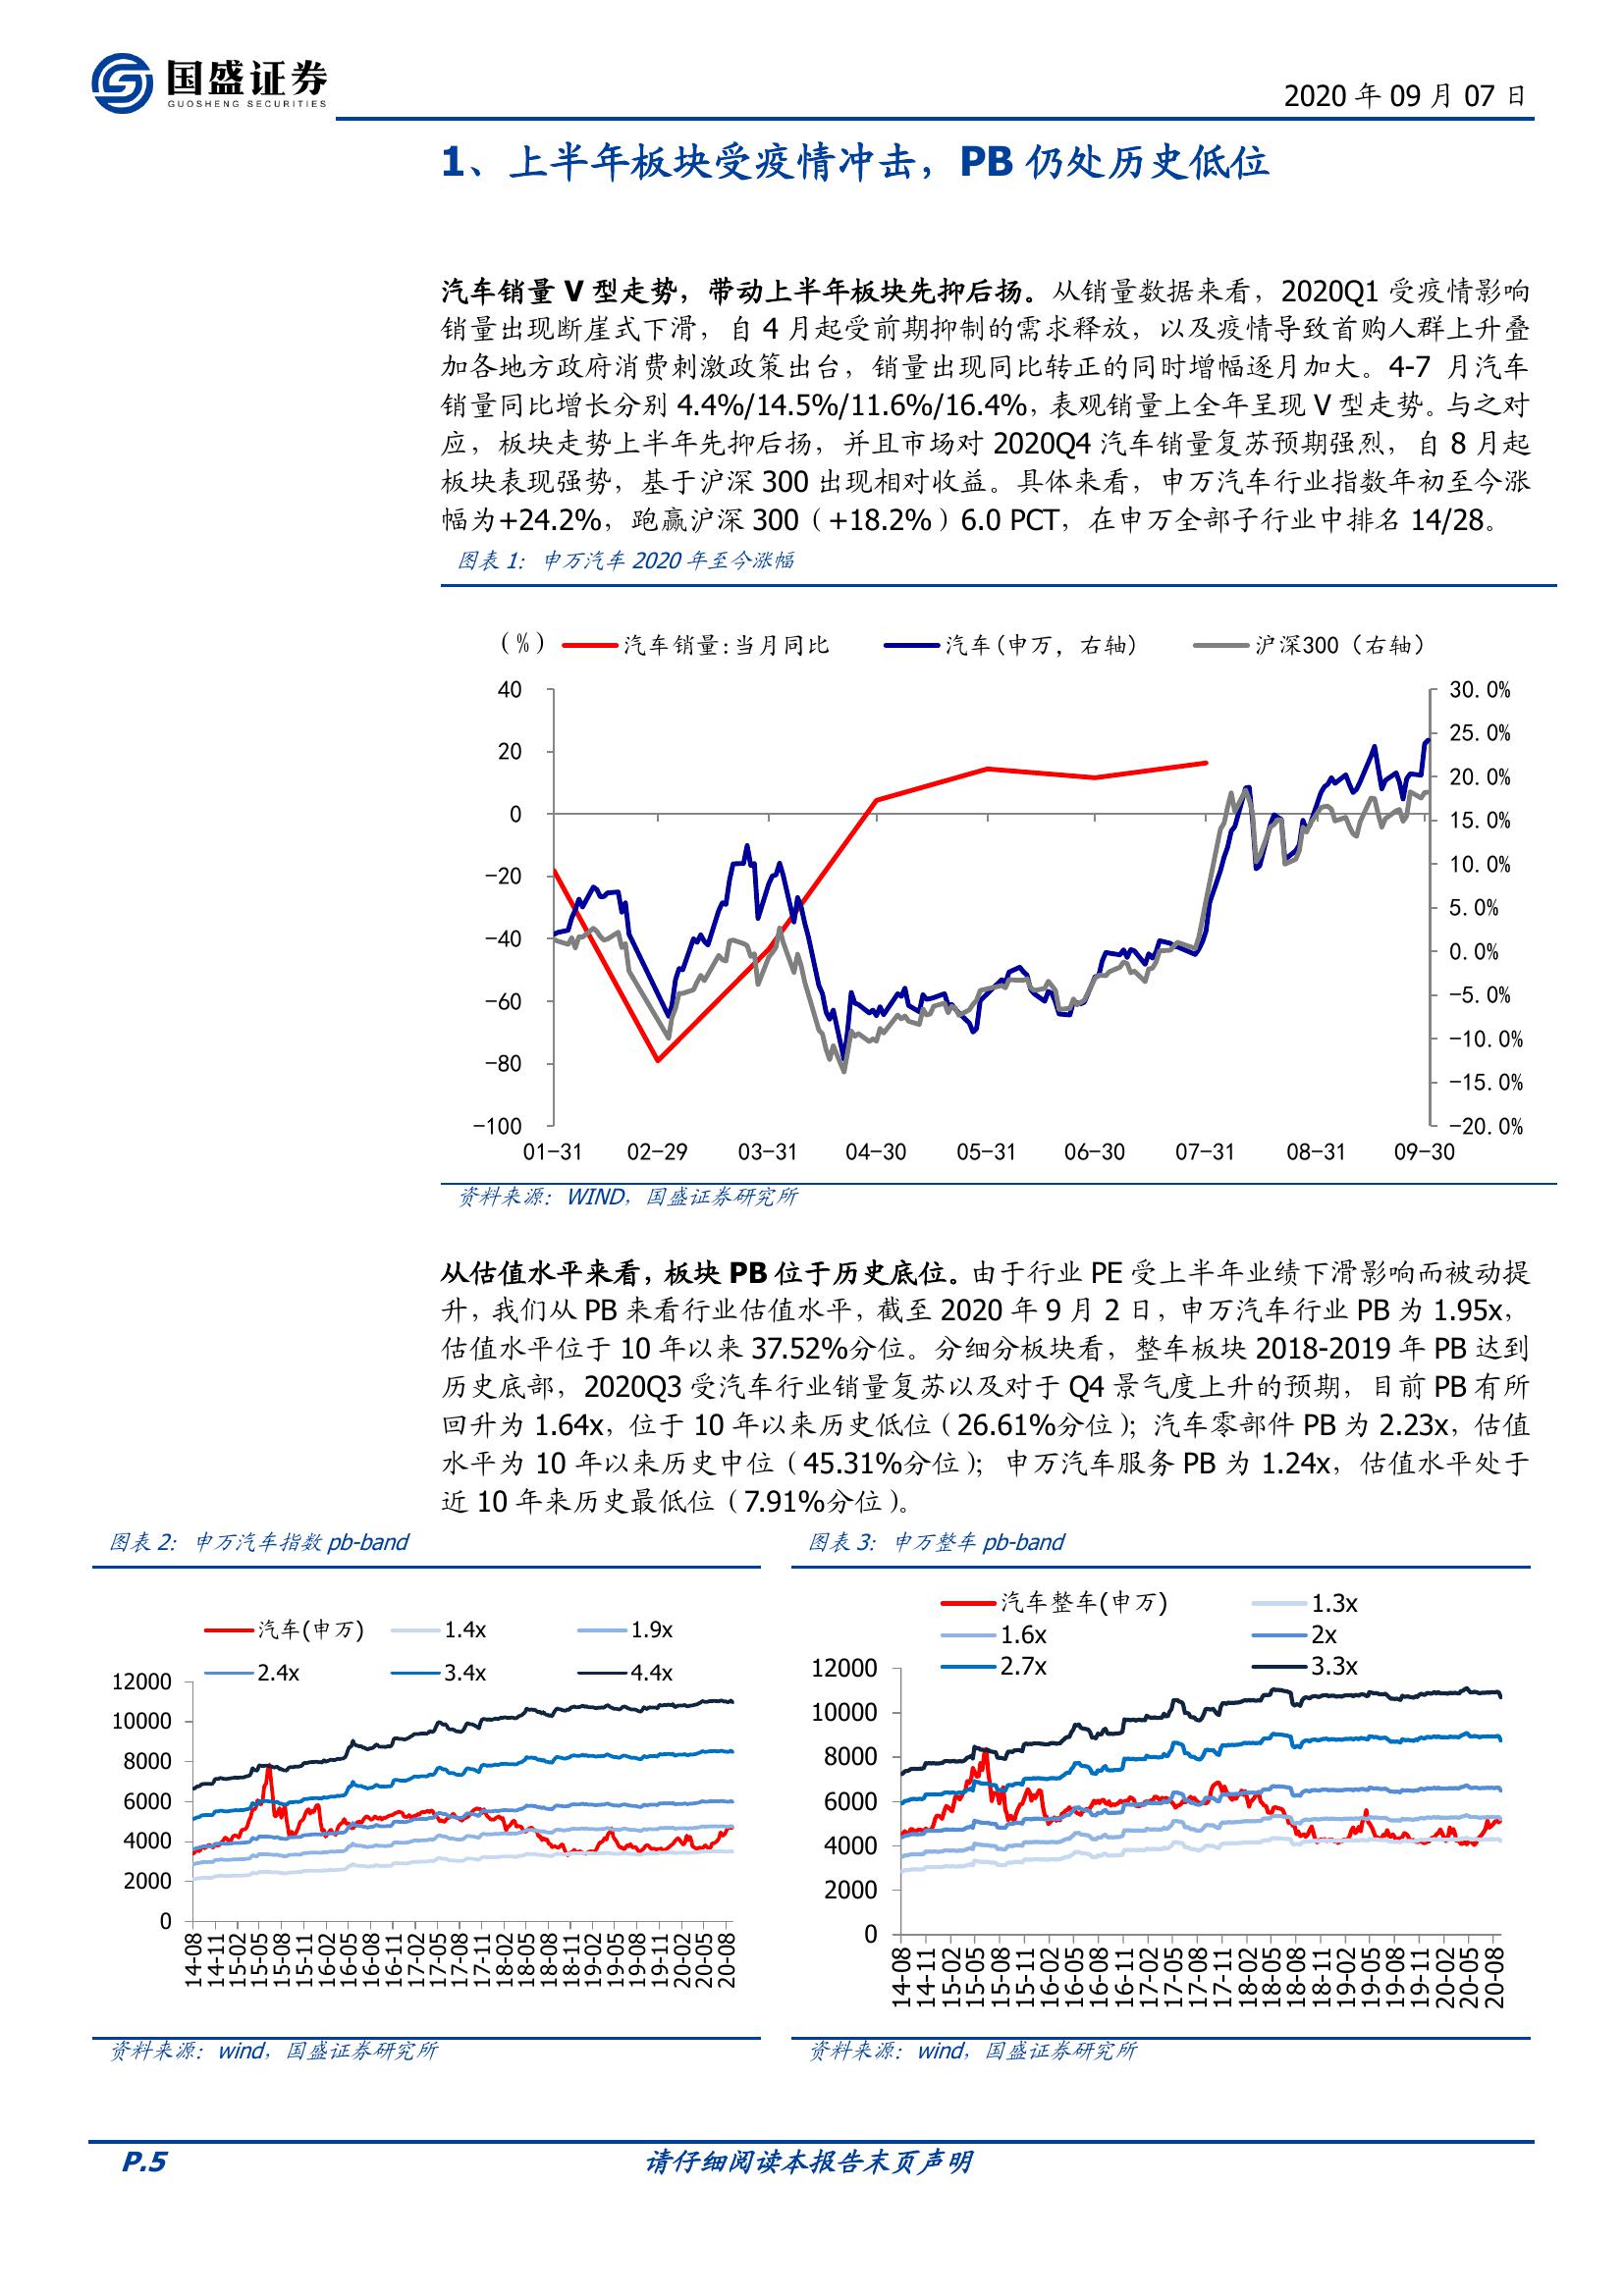 国盛证券
GUOSHENG SECURITIES
2020 年 09 月 07 日
1、上半年板块受疫情冲击，PB 仍处历史低位
汽车销量 V 型走势，带动上半年板块先抑后扬。从销量数据来看，2020Q1 受疫情影响
销量出现断崖式下滑，自 4 月起受前期抑制的需求释放，以及疫情导致首购人群上升叠
加各地方政府消费刺激政策出台，销量出现同比转正的同时增幅逐月加大。4-7 月汽车
销量同比增长分别 4.4%/14.5%/11.6%/16.4%，表观销量上全年呈现 V 型走势。与之对
应，板块走势上半年先抑后扬，并且市场对 2020Q4 汽车销量复苏预期强烈，自 8 月起
板块表现强势，基于沪深 300 出现相对收益。具体来看，申万汽车行业指数年初至今涨
幅为+24.2%，跑赢沪深 300（+18.2%）6.0 PCT，在申万全部子行业中排名 14/28。
图表 1：申万汽车 2020 年至今涨幅
（%） 汽车销量:当月同比 汽车(申万，右轴) 沪深300（右轴）
40 30.0%
25.0%
20
20.0%
0 15.0%
-20 10.0%
5.0%
-40 0.0%
-60 -5.0%
-10.0%
-80
-15.0%
-100 -20.0%
01-31 02-29 03-31 04-30 05-31 06-30 07-31 08-31 09-30
资料来源：WIND，国盛证券研究所
从估值水平来看，板块 PB 位于历史底位。由于行业 PE 受上半年业绩下滑影响而被动提
升，我们从 PB 来看行业估值水平，截至 2020 年 9 月 2 日，申万汽车行业 PB 为 1.95x，
估值水平位于 10 年以来 37.52%分位。分细分板块看，整车板块 2018-2019 年 PB 达到
历史底部，2020Q3 受汽车行业销量复苏以及对于 Q4 景气度上升的预期，目前 PB 有所
回升为 1.64x，位于 10 年以来历史低位（26.61%分位）；汽车零部件 PB 为 2.23x，估值
水平为 10 年以来历史中位（45.31%分位）；申万汽车服务 PB 为 1.24x，估值水平处于
近 10 年来历史最低位（7.91%分位）。
图表 2：申万汽车指数 pb-band
汽车(申万) 1.4x 1.9x
2.4x 3.4x 4.4x
12000
10000
8000
6000
4000
2000
0
14-08 14-11 15-02 15-05 15-08 15-11 16-02 16-05 16-08 16-11 17-02 17-05 17-08 17-11 18-02 18-05 18-08 18-11 19-02 19-05 19-08 19-11 20-02 20-05 20-08
资料来源：wind，国盛证券研究所
图表 3：申万整车 pb-band
汽车整车(申万) 1.3x
1.6x 2x
2.7x 3.3x
12000
10000
8000
6000
4000
2000
0
14-08 14-11 15-02 15-05 15-08 15-11 16-02 16-05 16-08 16-11 17-02 17-05 17-08 17-11 18-02 18-05 18-08 18-11 19-02 19-05 19-08 19-11 20-02 20-05 20-08
资料来源：wind，国盛证券研究所
P.5 请仔细阅读本报告末页声明